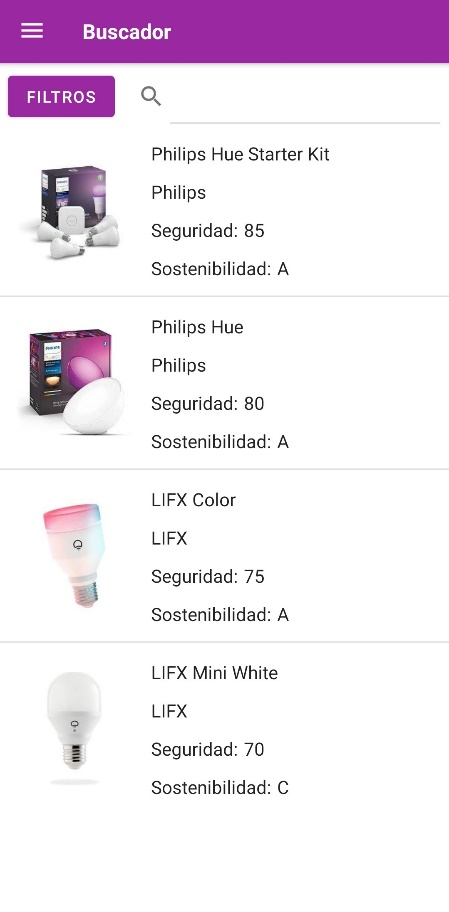 Buscador
FILTROS
Philips Hue Starter Kit
Philips
Seguridad: 85
Sostenibilidad: A
Philips Hue
Philips
Seguridad: 80
Sostenibilidad: A
LIFX Color
LIFX
Seguridad: 75
Sostenibilidad: A
LIFX Mini White
LIFX
Seguridad: 70
Sostenibilidad: C